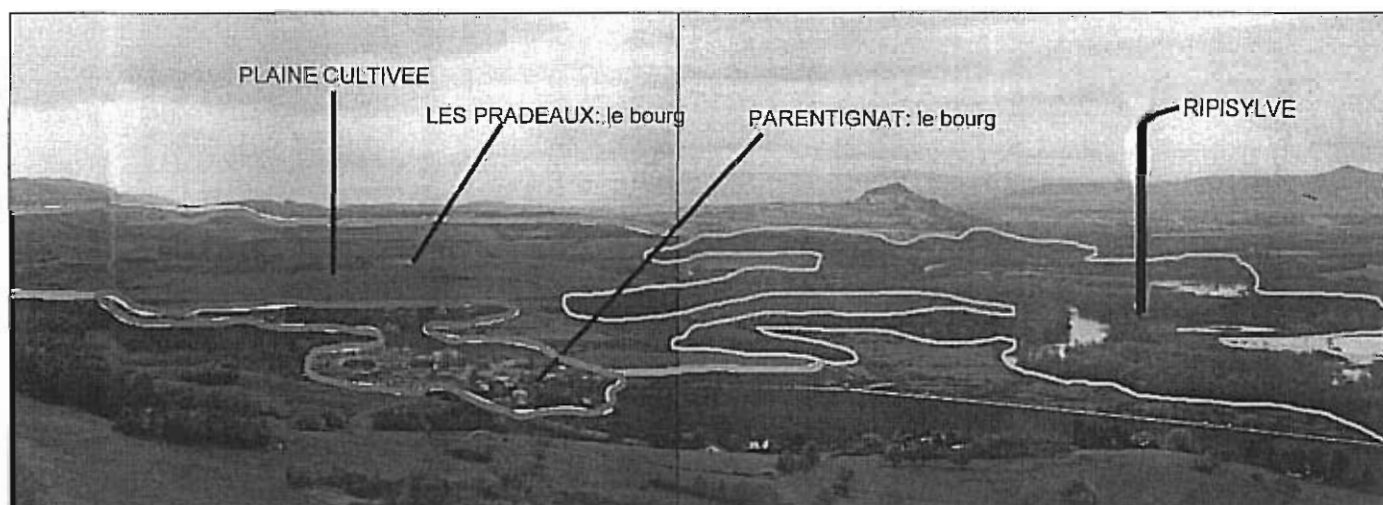 PLAINE CULTIVEE
LES PRADEAUX: le bourg
PARENTIGNAT: le bourg
RIPISYLVE